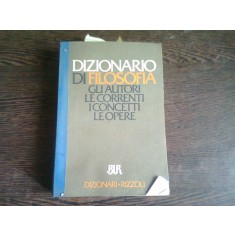 DIZIONARIO
DI FILOSOFIA
GLI AUTORI
LE CORRENTI
I CONCETTI
LE OPERE
BUR
DIZIONARI•RIZZOLI